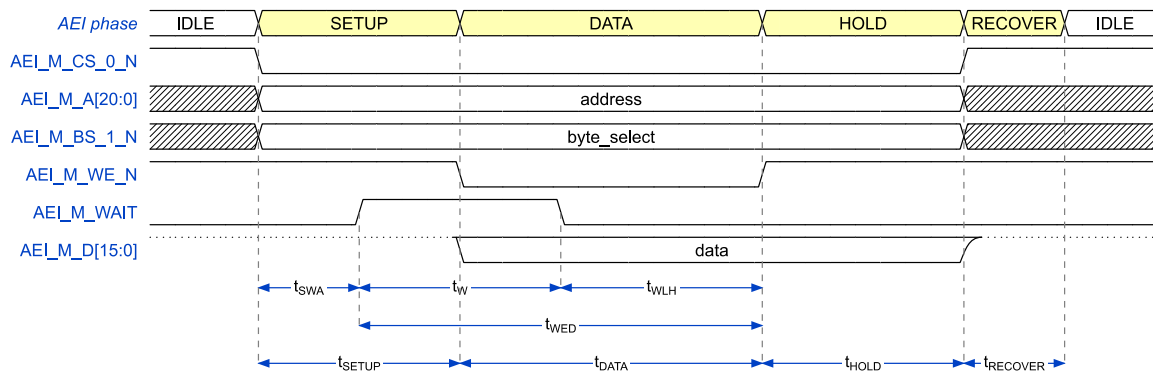 AEI phase IDLE SETUP DATA HOLD RECOVER IDLE
AEI_M_CS_0_N
AEI_M_A[20:0] address
AEI_M_BS_1_N byte_select
AEI_M_WE_N
AEI_M_WAIT
AEI_M_D[15:0] data
tSWA tW tWLH
tWED
tSETUP tDATA tHOLD tRECOVER